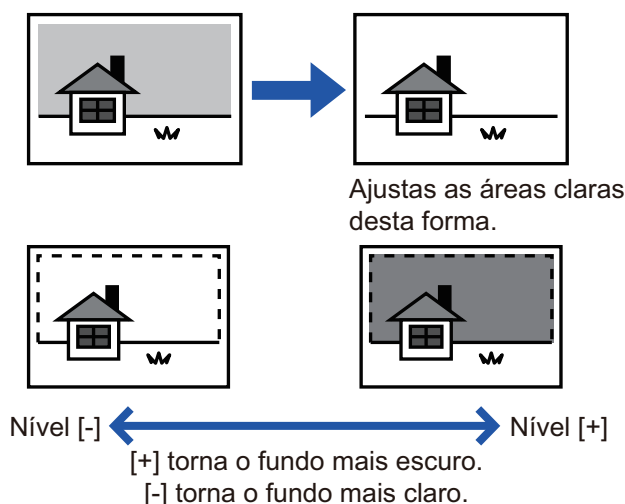 Ajustas as áreas claras
desta forma.
Nível [-]
Nível [+]
[+] torna o fundo mais escuro.
[-] torna o fundo mais claro.